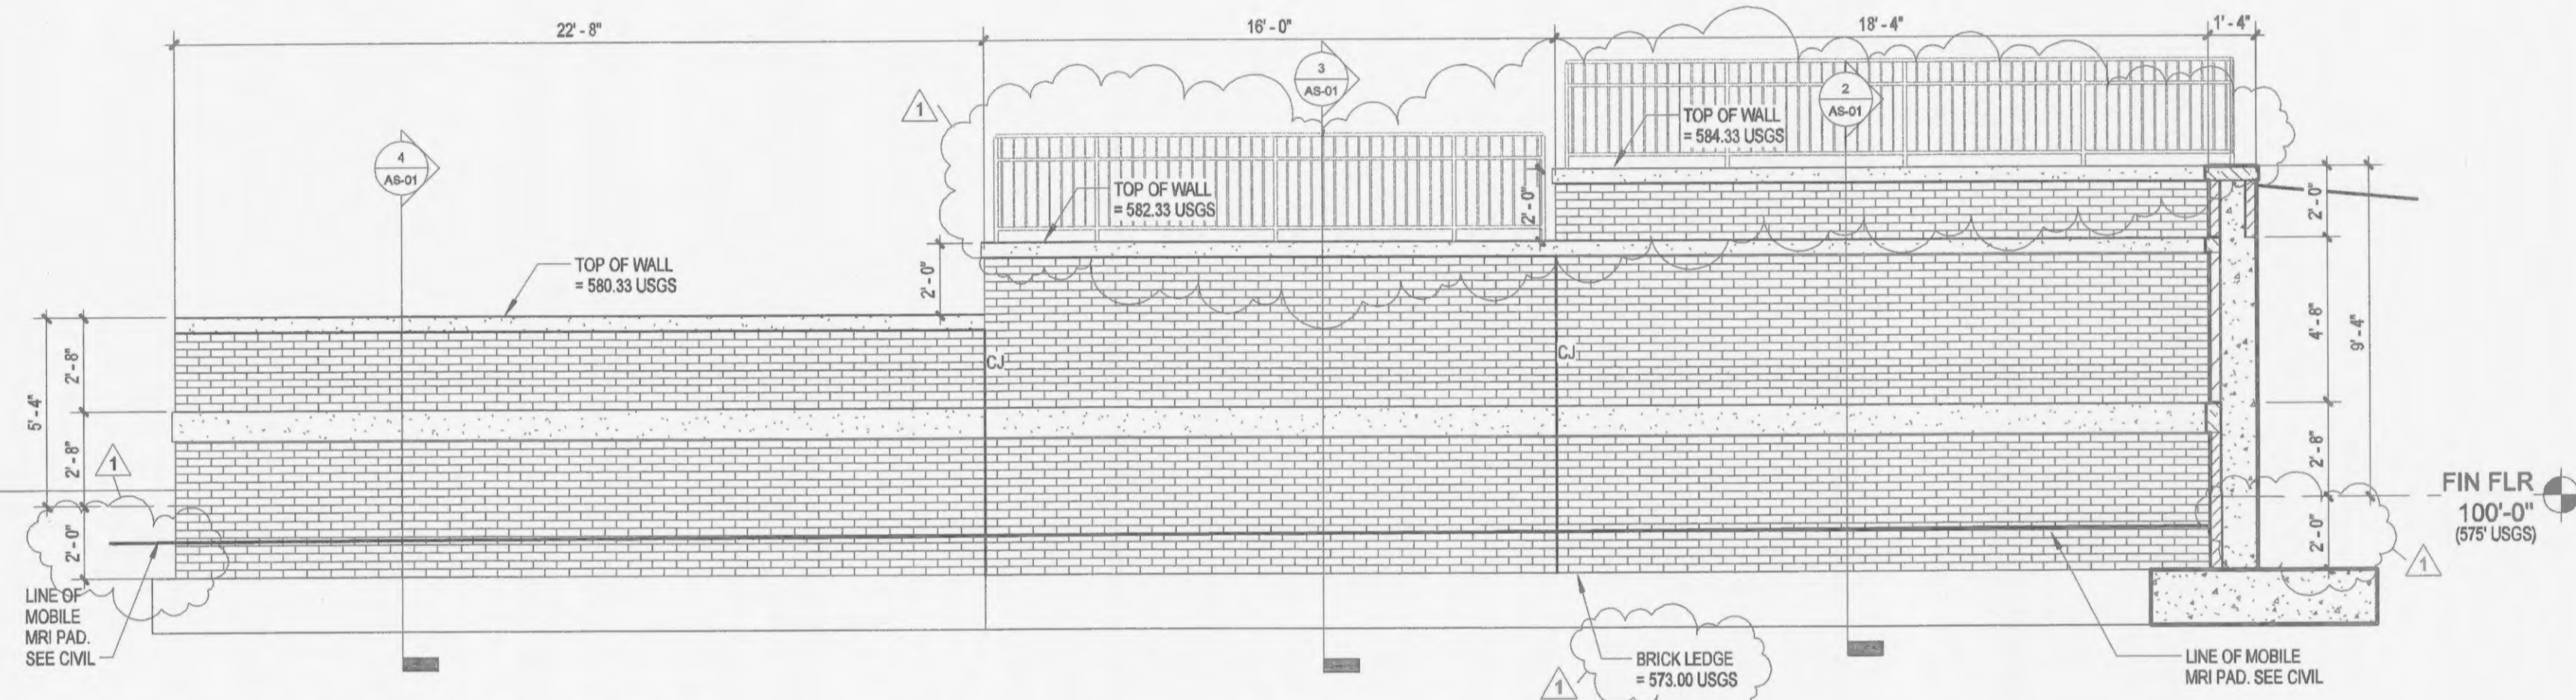 22' - 8"
16' - 0"
18' - 4"
1' - 4"
3
AS-01
2
AS-01
4
AS-01
1
TOP OF WALL
= 584.33 USGS
TOP OF WALL
= 582.33 USGS
TOP OF WALL
= 580.33 USGS
2' - 0"
2' - 0"
2' - 0"
4' - 8"
9' - 4"
2' - 8"
2' - 0"
5' - 4"
2' - 8"
2' - 8"
2' - 0"
CJ
CJ
1
FIN FLR
100'-0"
(575' USGS)
1
LINE OF
MOBILE
MRI PAD.
SEE CIVIL
BRICK LEDGE
= 573.00 USGS
1
LINE OF MOBILE
MRI PAD. SEE CIVIL